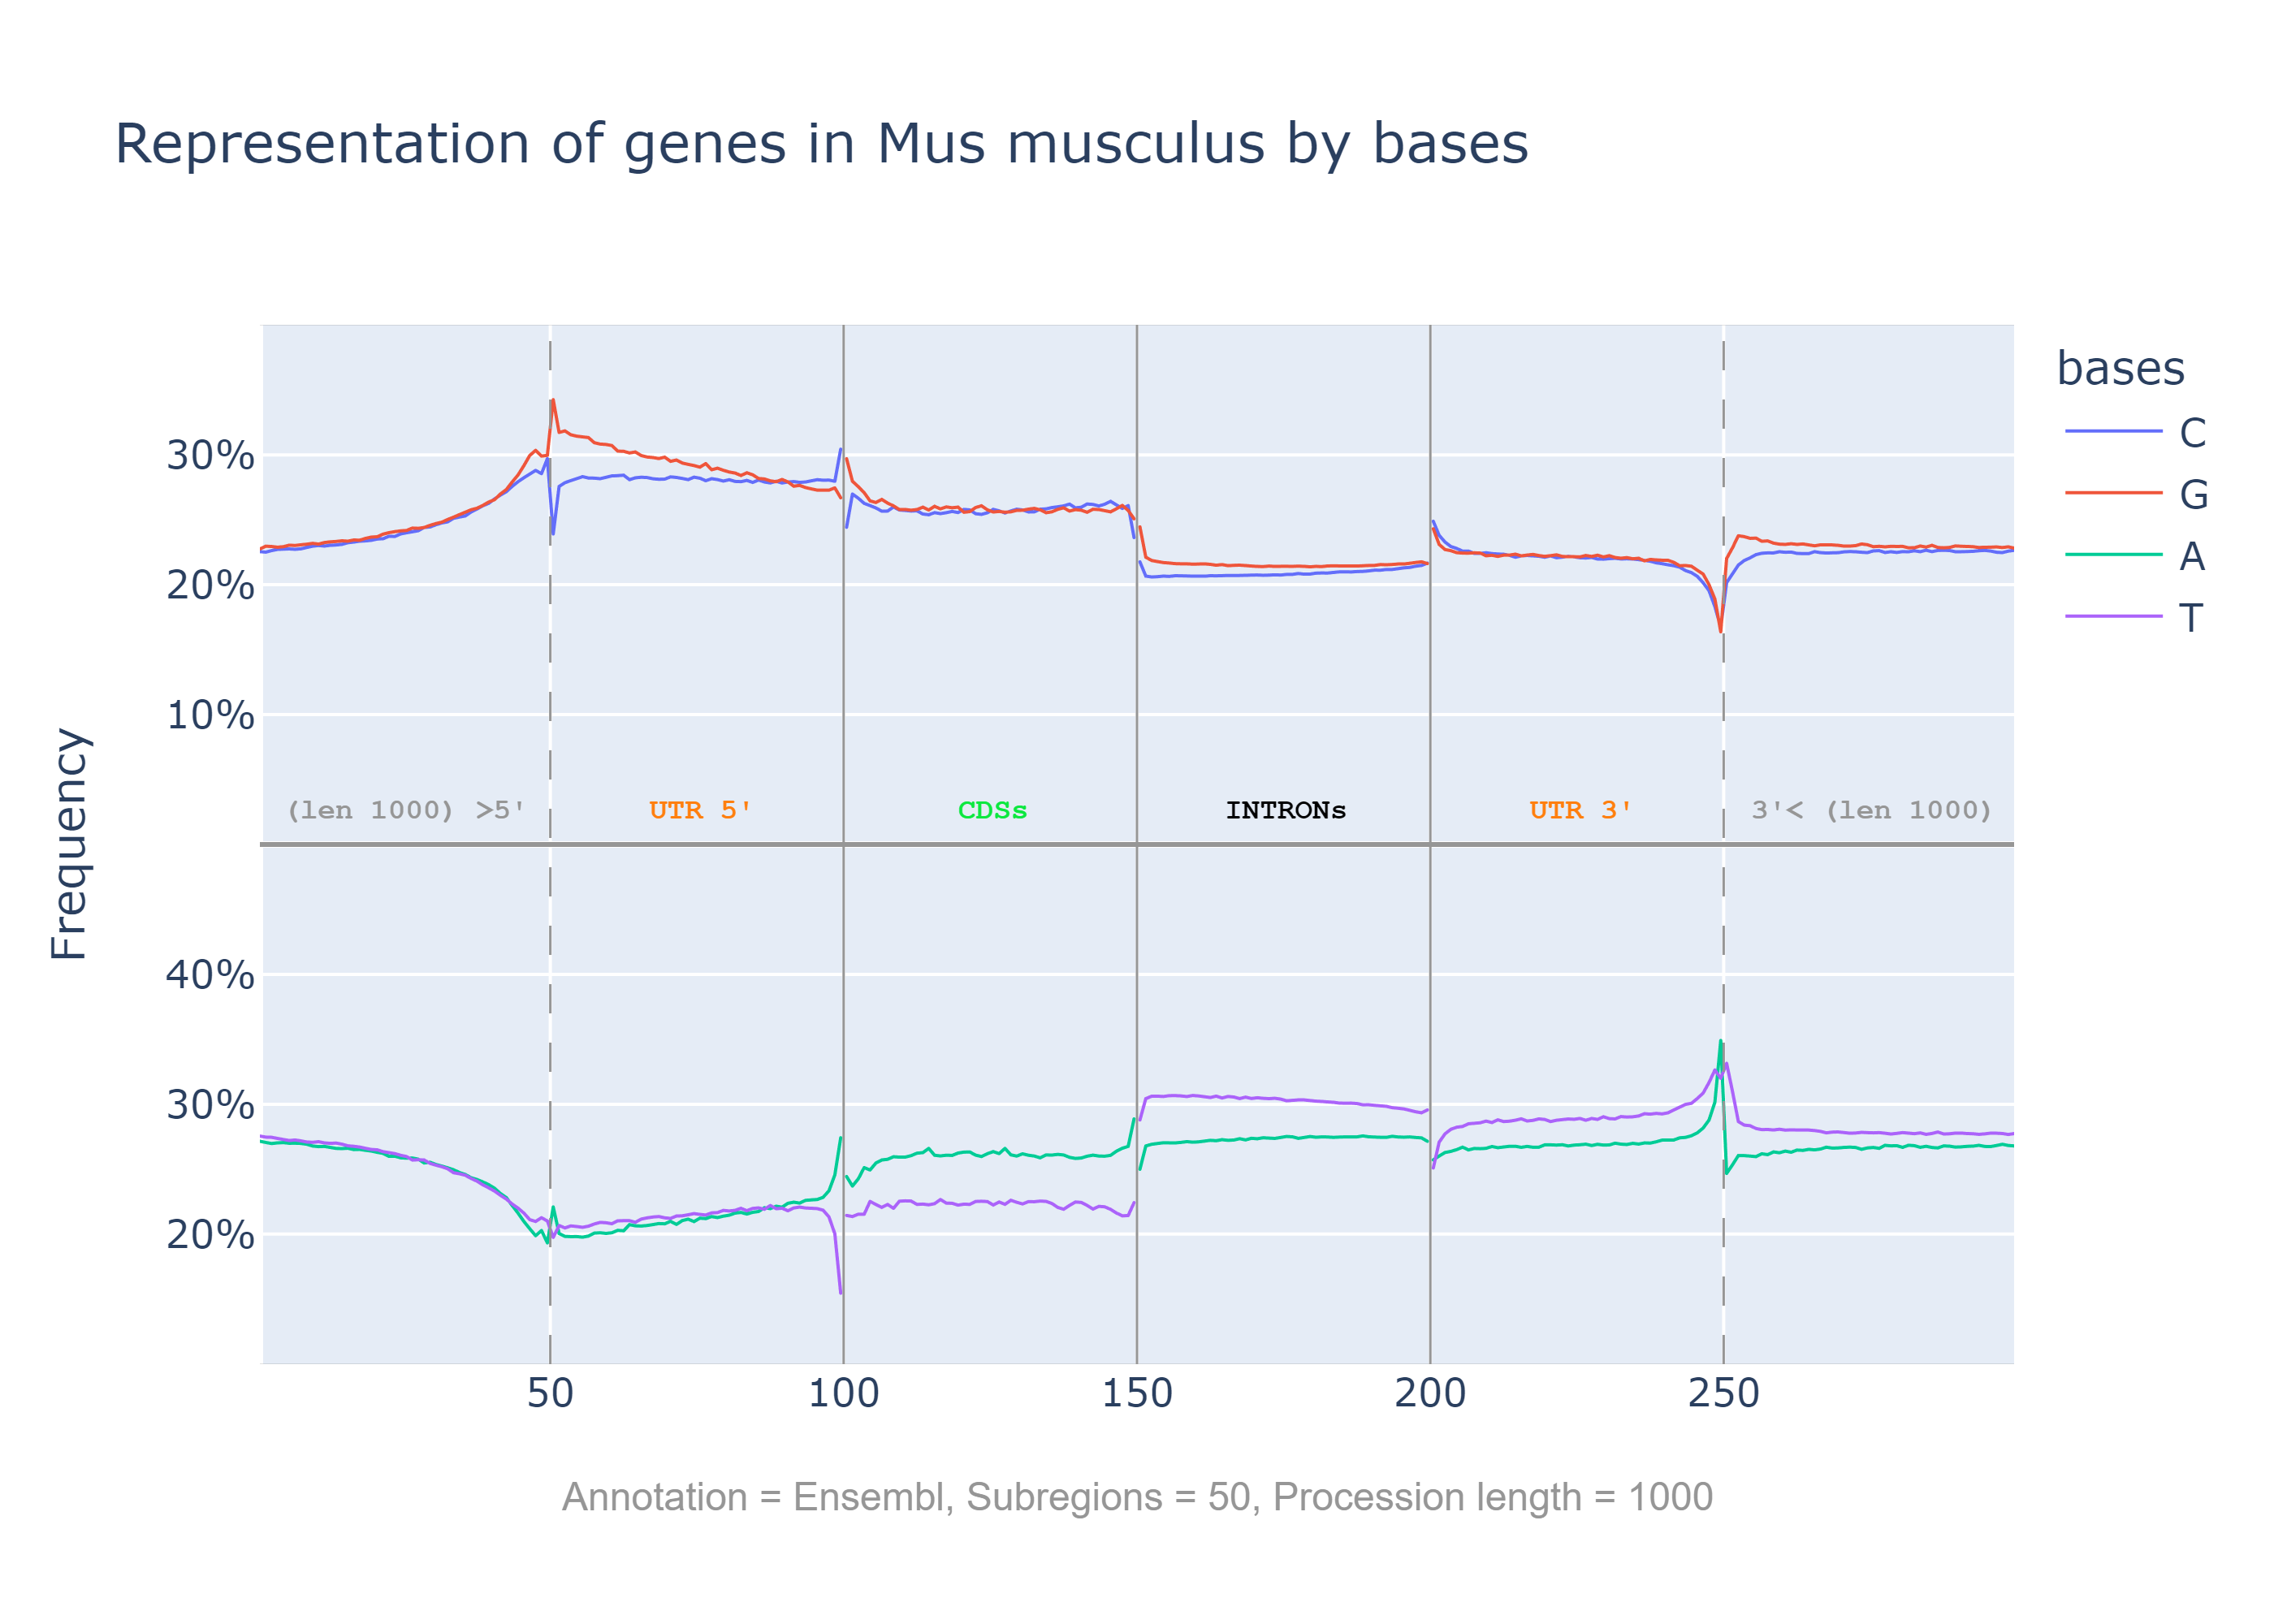 Representation of genes in Mus musculus by bases
bases
C
G
A
T
Frequency
30%
20%
10%
(len 1000) >5'
UTR 5'
CDSs
INTRONs
UTR 3'
3'< (len 1000)
40%
30%
20%
50
100
150
200
250
Annotation = Ensembl, Subregions = 50, Procession length = 1000